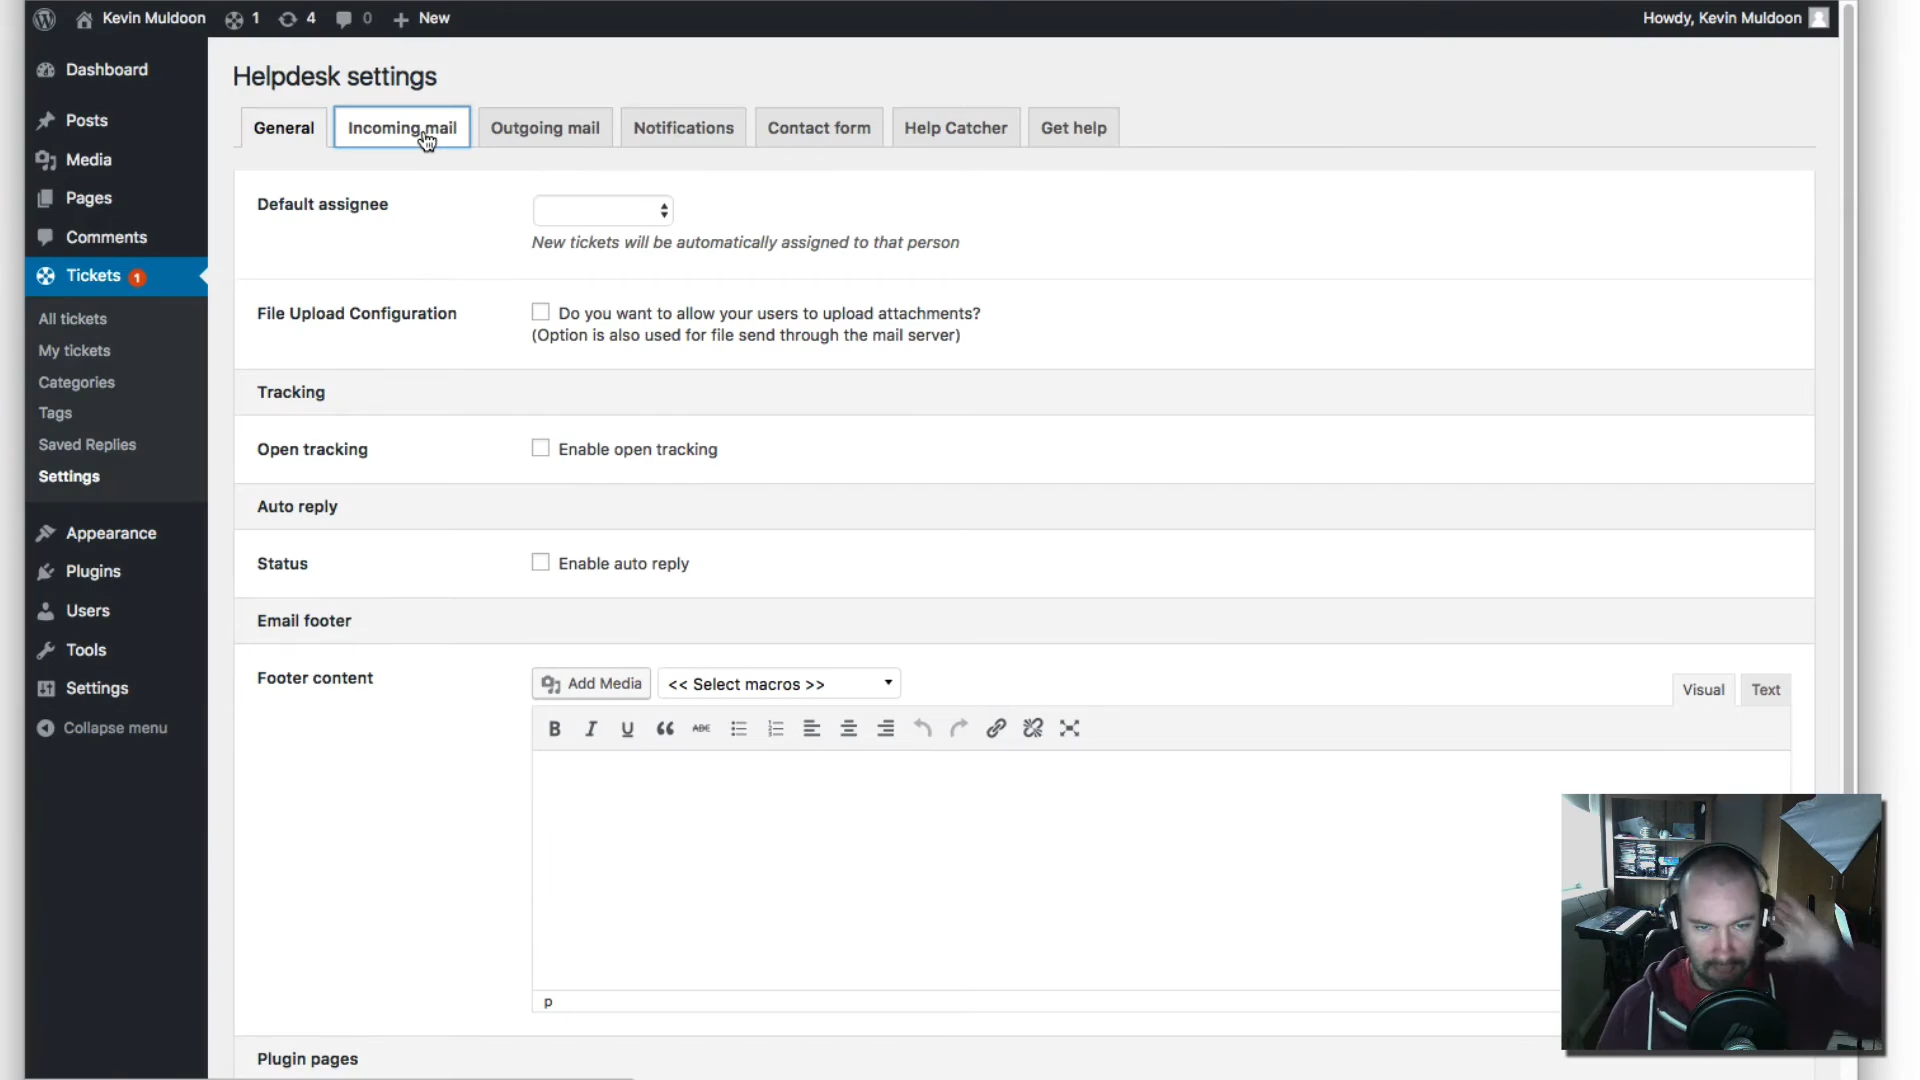 Kevin Muldoon 1 4 0 New Howdy, Kevin Muldoon
Dashboard
Posts
Media
Pages
Comments
Tickets 1
All tickets
My tickets
Categories
Tags
Saved Replies
Settings
Appearance
Plugins
Users
Tools
Settings
Collapse menu
Helpdesk settings
General Incoming mail Outgoing mail Notifications Contact form Help Catcher Get help
Default assignee
New tickets will be automatically assigned to that person
File Upload Configuration Do you want to allow your users to upload attachments?
(Option is also used for file send through the mail server)
Tracking
Open tracking Enable open tracking
Auto reply
Status Enable auto reply
Email footer
Footer content Add Media << Select macros >> Visual Text
B I U ABC
p
Plugin pages